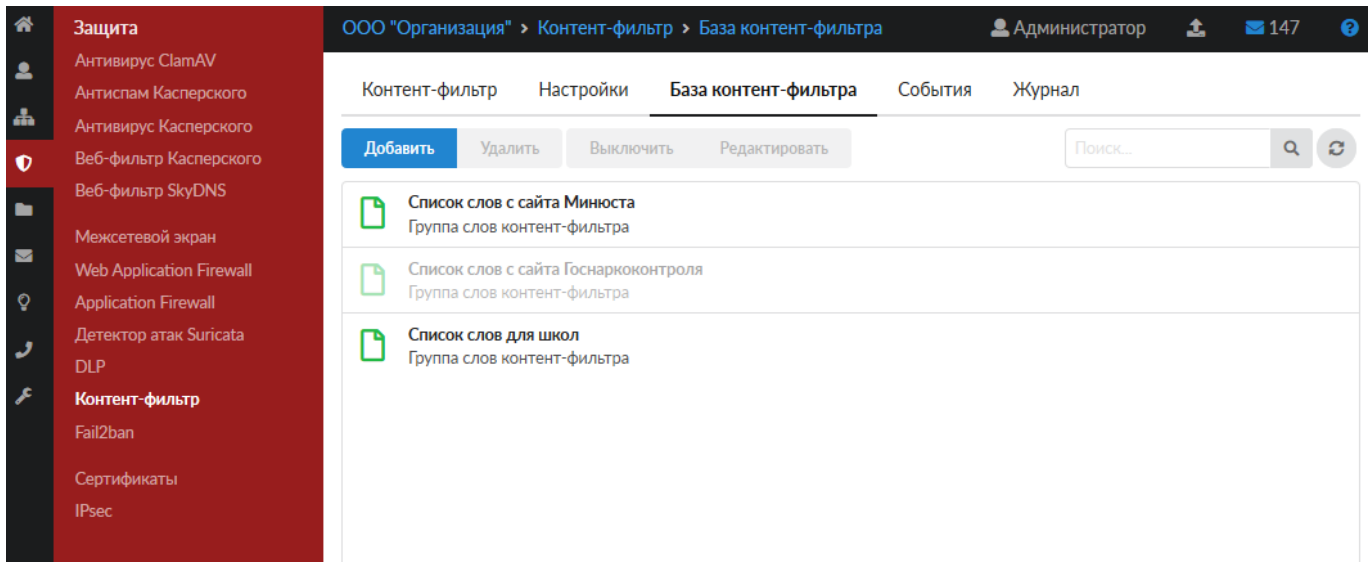 Защита
Антивирус ClamAV
Антиспам Касперского
Антивирус Касперского
Веб-фильтр Касперского
Веб-фильтр SkyDNS
Межсетевой экран
Web Application Firewall
Application Firewall
Детектор атак Suricata
DLP
Контент-фильтр
Fail2ban
Сертификаты
IPsec
ООО "Организация" > Контент-фильтр > База контент-фильтра
Администратор 147 ?
Контент-фильтр Настройки База контент-фильтра События Журнал
Добавить Удалить Выключить Редактировать Поиск...
Список слов с сайта Минюста
Группа слов контент-фильтра
Список слов с сайта Госнаркоконтроля
Группа слов контент-фильтра
Список слов для школ
Группа слов контент-фильтра